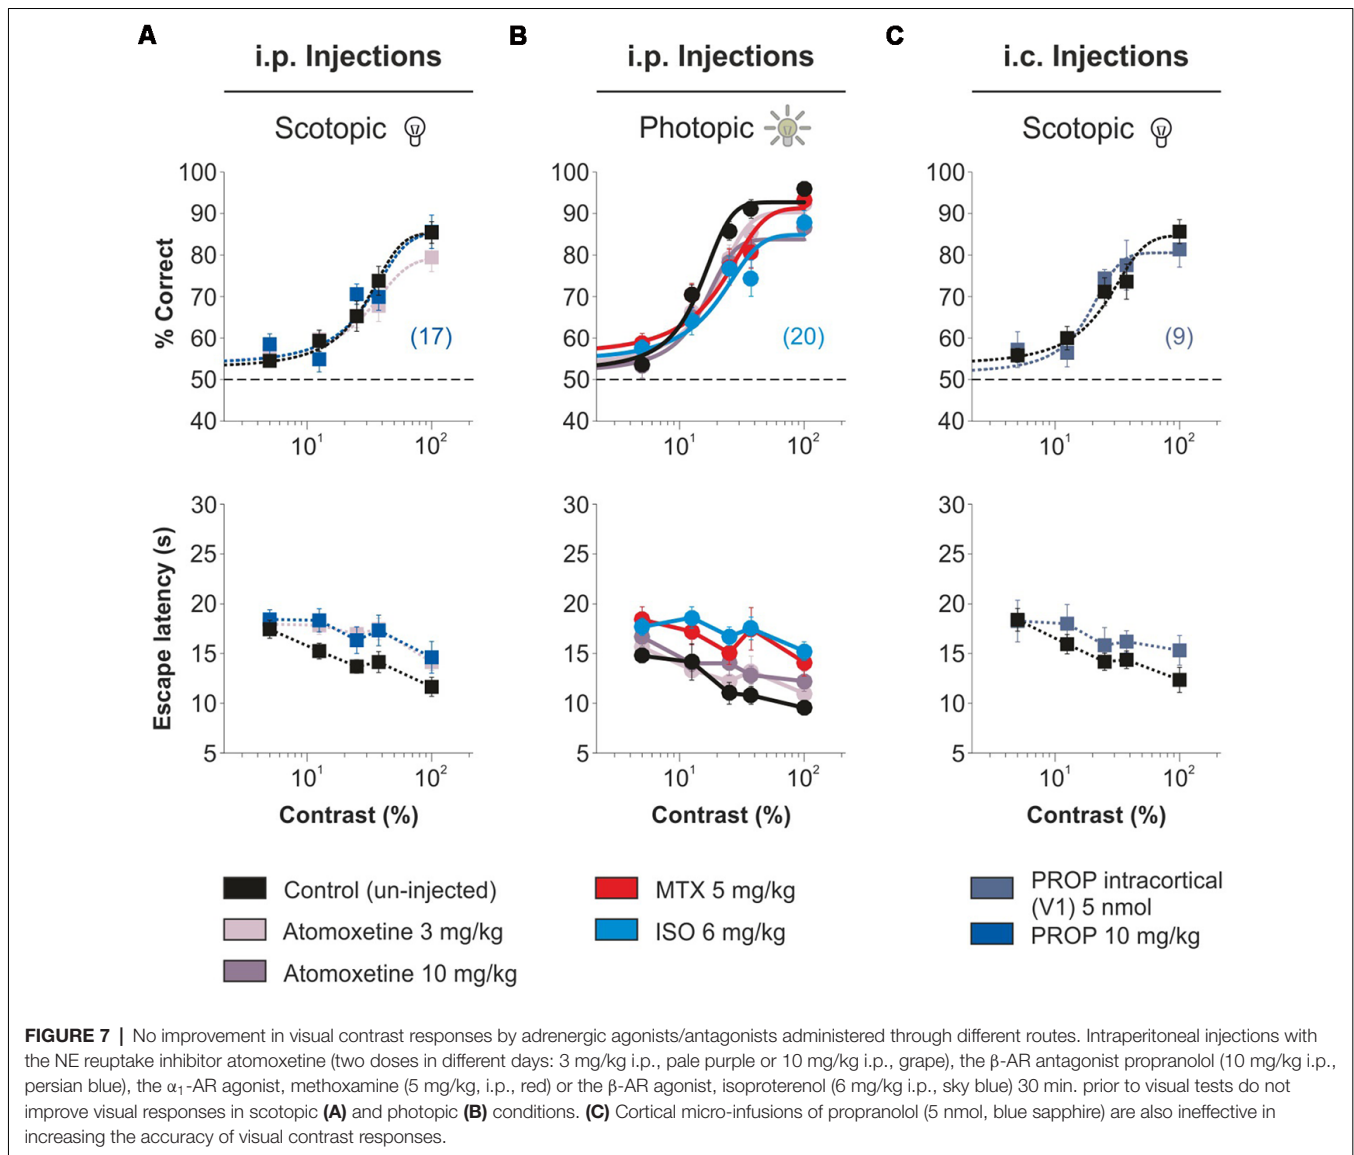 A
i.p. Injections
Scotopic
% Correct
100
90
80
70
60
50
40
(17)
10¹
10²
B
i.p. Injections
Photopic
100
90
80
70
60
50
40
(20)
10¹
10²
C
i.c. Injections
Scotopic
100
90
80
70
60
50
40
(9)
10¹
10²
Escape latency (s)
30
25
20
15
10
5
10¹
10²
Contrast (%)
30
25
20
15
10
5
10¹
10²
Contrast (%)
30
25
20
15
10
5
10¹
10²
Contrast (%)
Control (un-injected)
Atomoxetine 3 mg/kg
Atomoxetine 10 mg/kg
MTX 5 mg/kg
ISO 6 mg/kg
PROP intracortical
(V1) 5 nmol
PROP 10 mg/kg
FIGURE 7 | No improvement in visual contrast responses by adrenergic agonists/antagonists administered through different routes. Intraperitoneal injections with
the NE reuptake inhibitor atomoxetine (two doses in different days: 3 mg/kg i.p., pale purple or 10 mg/kg i.p., grape), the β-AR antagonist propranolol (10 mg/kg i.p.,
persian blue), the α₁-AR agonist, methoxamine (5 mg/kg, i.p., red) or the β-AR agonist, isoproterenol (6 mg/kg i.p., sky blue) 30 min. prior to visual tests do not
improve visual responses in scotopic (A) and photopic (B) conditions. (C) Cortical micro-infusions of propranolol (5 nmol, blue sapphire) are also ineffective in
increasing the accuracy of visual contrast responses.